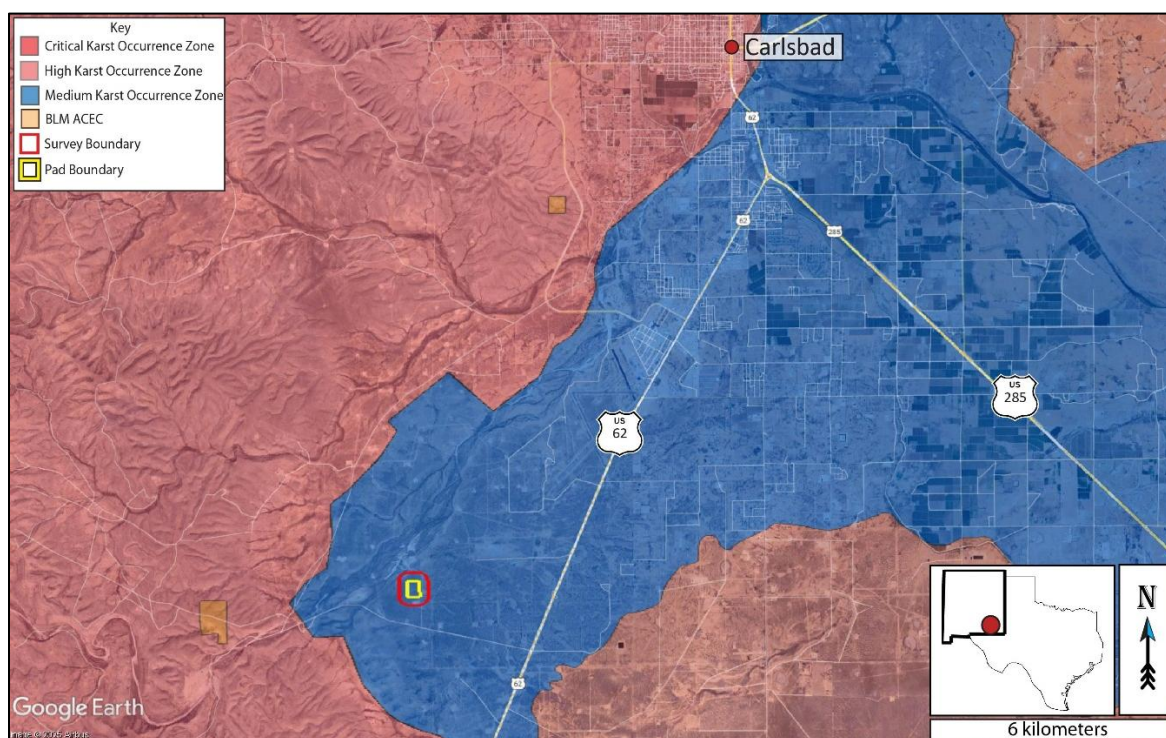 Key
Critical Karst Occurrence Zone
High Karst Occurrence Zone
Medium Karst Occurrence Zone
BLM ACEC
Survey Boundary
Pad Boundary
Carlsbad
62
62
285
US
285
US
62
62
N
Google Earth
6 kilometers